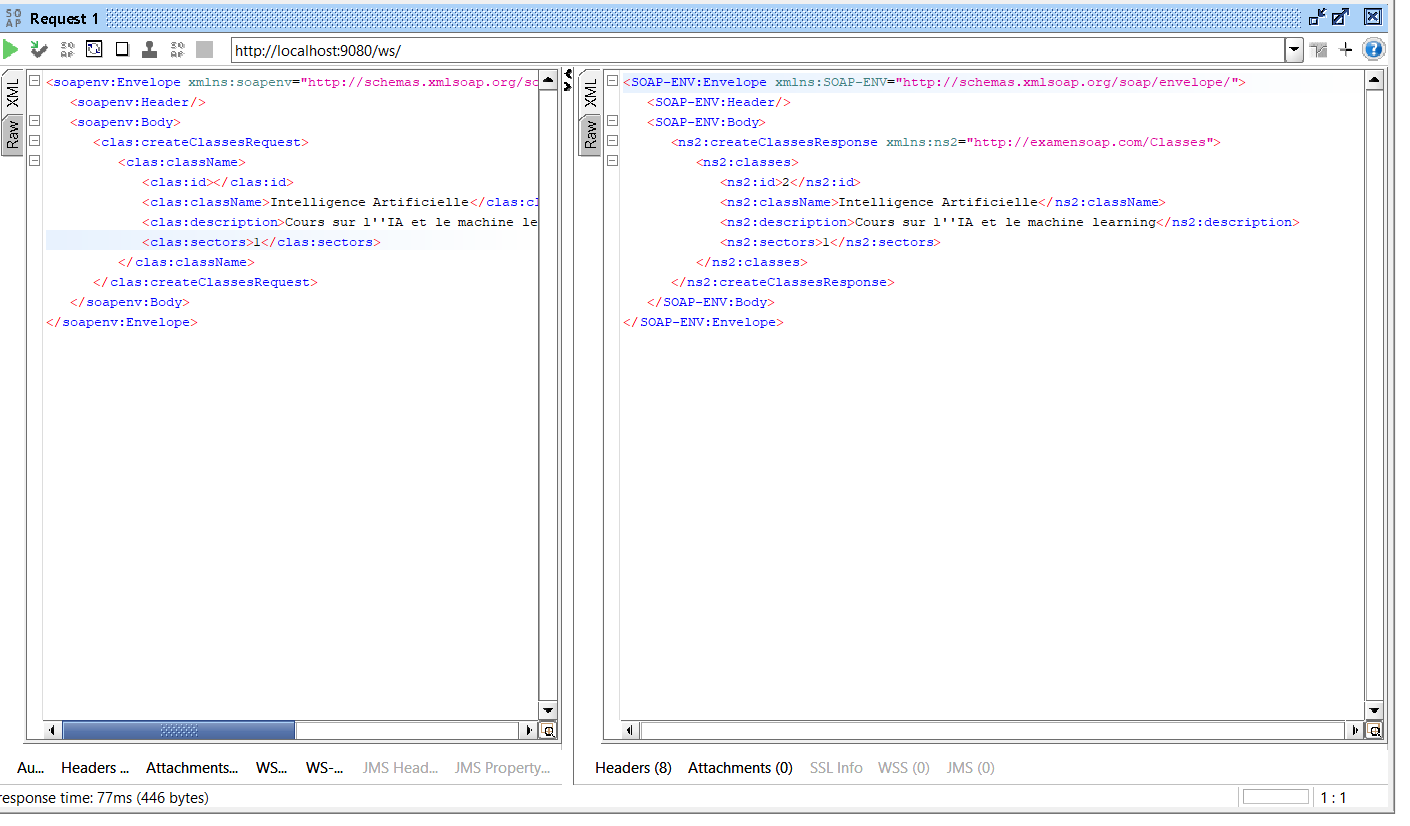 SO AP Request 1
http://localhost:9080/ws/
XML
Raw
<soapenv:Envelope xmlns:soapenv="http://schemas.xmlsoap.org/so
<soapenv:Header/>
<soapenv:Body>
<clas:createClassesRequest>
<clas:className>
<clas:id></clas:id>
<clas:className>Intelligence Artificielle</clas:cl
<clas:description>Cours sur l''IA et le machine le
<clas:sectors>1</clas:sectors>
</clas:className>
</clas:createClassesRequest>
</soapenv:Body>
</soapenv:Envelope>
XML
Raw
<SOAP-ENV:Envelope xmlns:SOAP-ENV="http://schemas.xmlsoap.org/soap/envelope/">
<SOAP-ENV:Header/>
<SOAP-ENV:Body>
<ns2:createClassesResponse xmlns:ns2="http://examensoap.com/Classes">
<ns2:classes>
<ns2:id>2</ns2:id>
<ns2:className>Intelligence Artificielle</ns2:className>
<ns2:description>Cours sur l''IA et le machine learning</ns2:description>
<ns2:sectors>1</ns2:sectors>
</ns2:classes>
</ns2:createClassesResponse>
</SOAP-ENV:Body>
</SOAP-ENV:Envelope>
Au... Headers ... Attachments... WS... WS-... JMS Head... JMS Property...
Headers (8) Attachments (0) SSL Info WSS (0) JMS (0)
response time: 77ms (446 bytes)
1 : 1